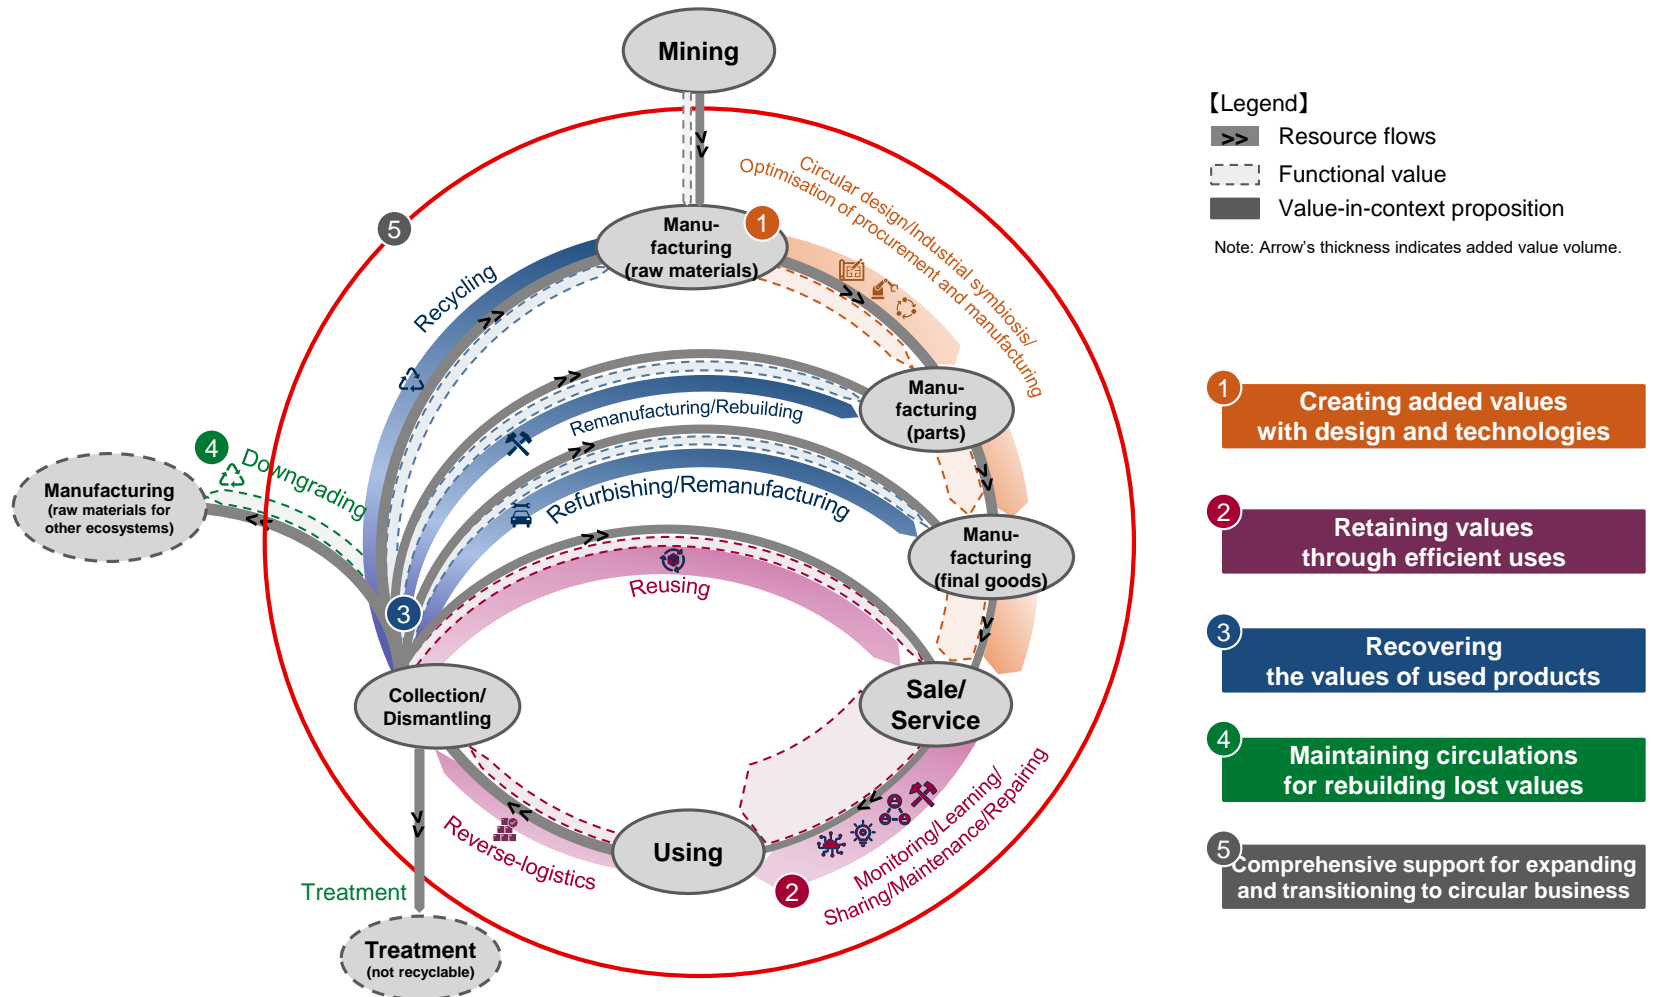 Mining
【Legend】
>> Resource flows
Functional value
Value-in-context proposition
Note: Arrow's thickness indicates added value volume.
Circular design/Industrial symbiosis/
Optimisation of procurement and manufacturing
5
1
Manu-
facturing
(raw materials)
Recycling
Manu-
facturing
(parts)
Remanufacturing/Rebuilding
4
Downgrading
Manufacturing
(raw materials for
other ecosystems)
Refurbishing/Remanufacturing
Manu-
facturing
(final goods)
Reusing
3
Collection/
Dismantling
Sale/
Service
Using
Reverse-logistics
2
Monitoring/Learning/
Sharing/Maintenance/Repairing
Treatment
Treatment
(not recyclable)
1
Creating added values
with design and technologies
2
Retaining values
through efficient uses
3
Recovering
the values of used products
4
Maintaining circulations
for rebuilding lost values
5
Comprehensive support for expanding
and transitioning to circular business